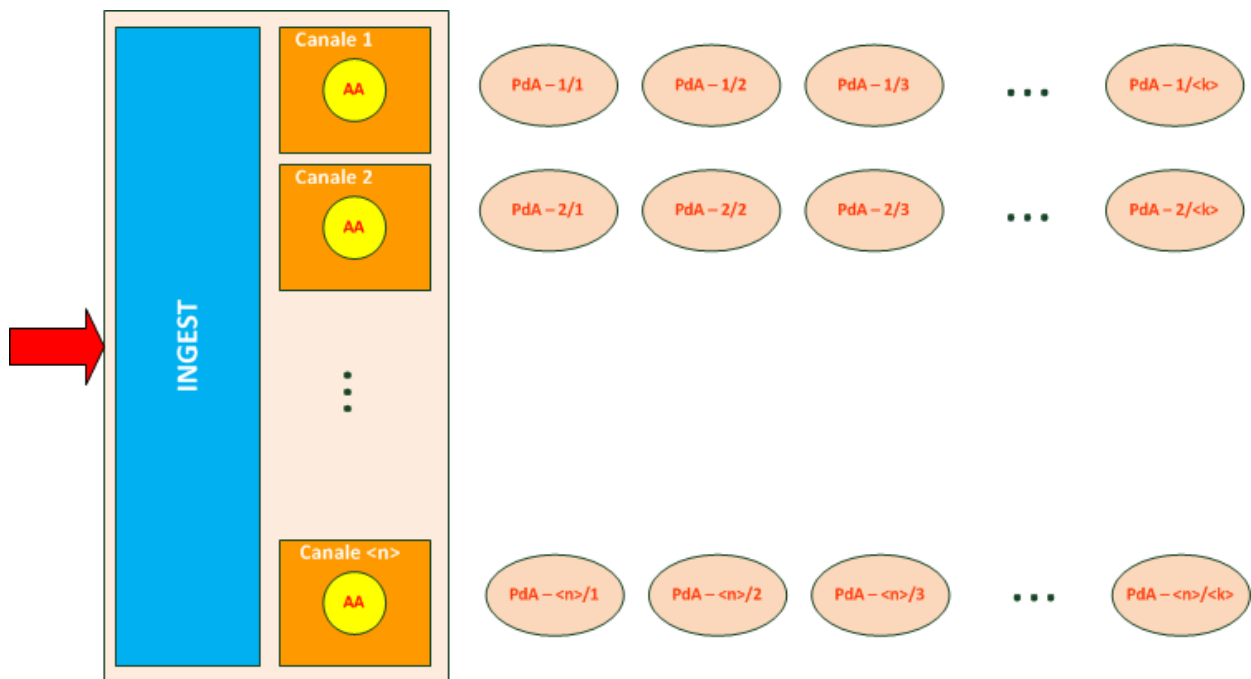 Canale 1
AA
PdA – 1/1
PdA – 1/2
PdA – 1/3
...
PdA – 1/<k>
Canale 2
AA
PdA – 2/1
PdA – 2/2
PdA – 2/3
...
PdA – 2/<k>
INGEST
...
Canale <n>
AA
PdA – <n>/1
PdA – <n>/2
PdA – <n>/3
...
PdA – <n>/<k>